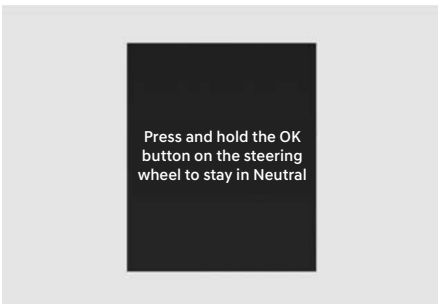 Press and hold the OK
button on the steering
wheel to stay in Neutral